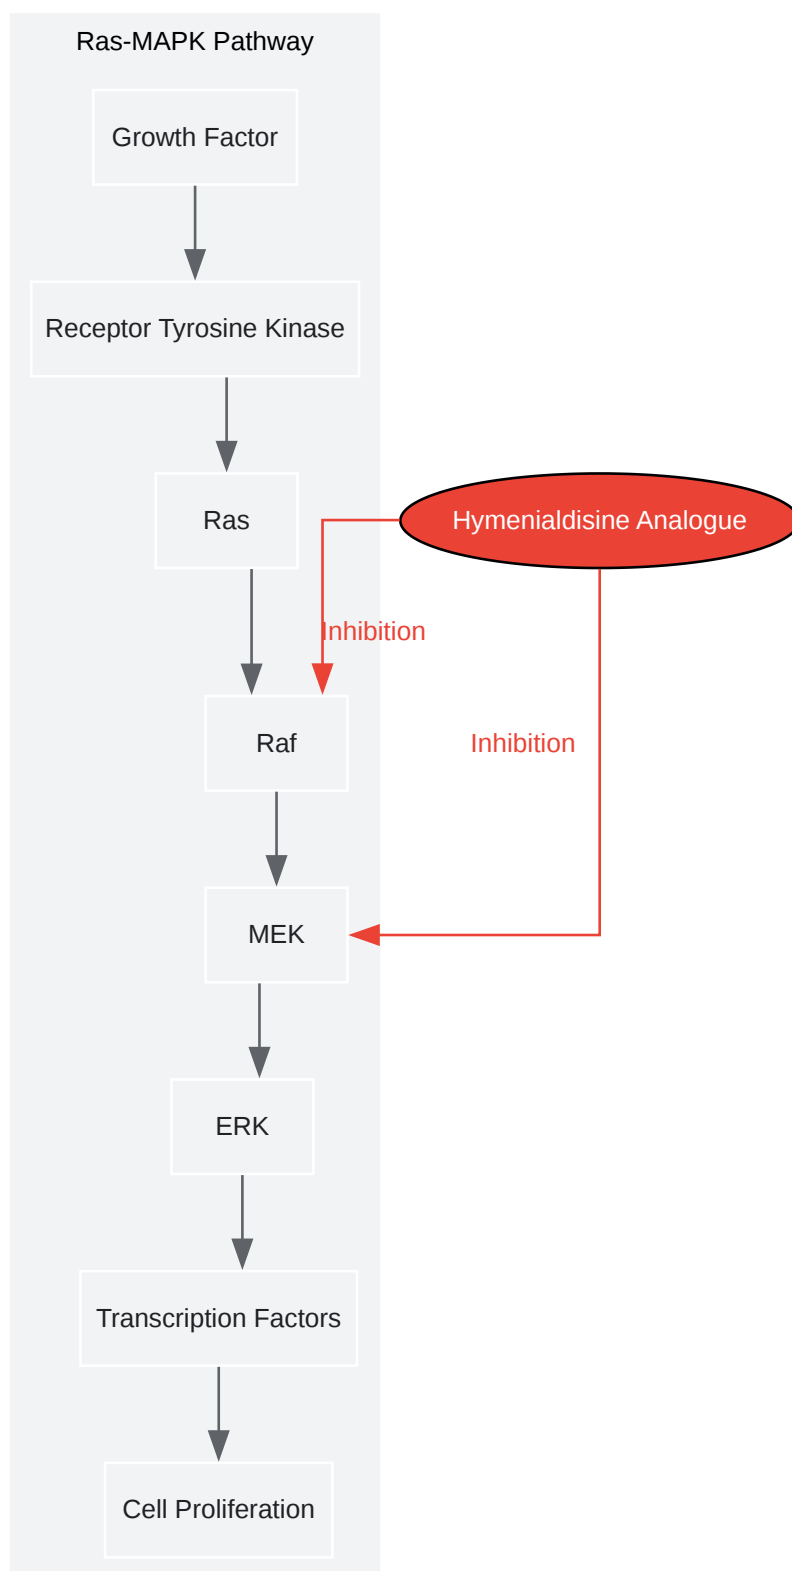 Ras-MAPK Pathway
Growth Factor
Receptor Tyrosine Kinase
Ras
Hymenialdisine Analogue
Inhibition
Raf
Inhibition
MEK
ERK
Transcription Factors
Cell Proliferation